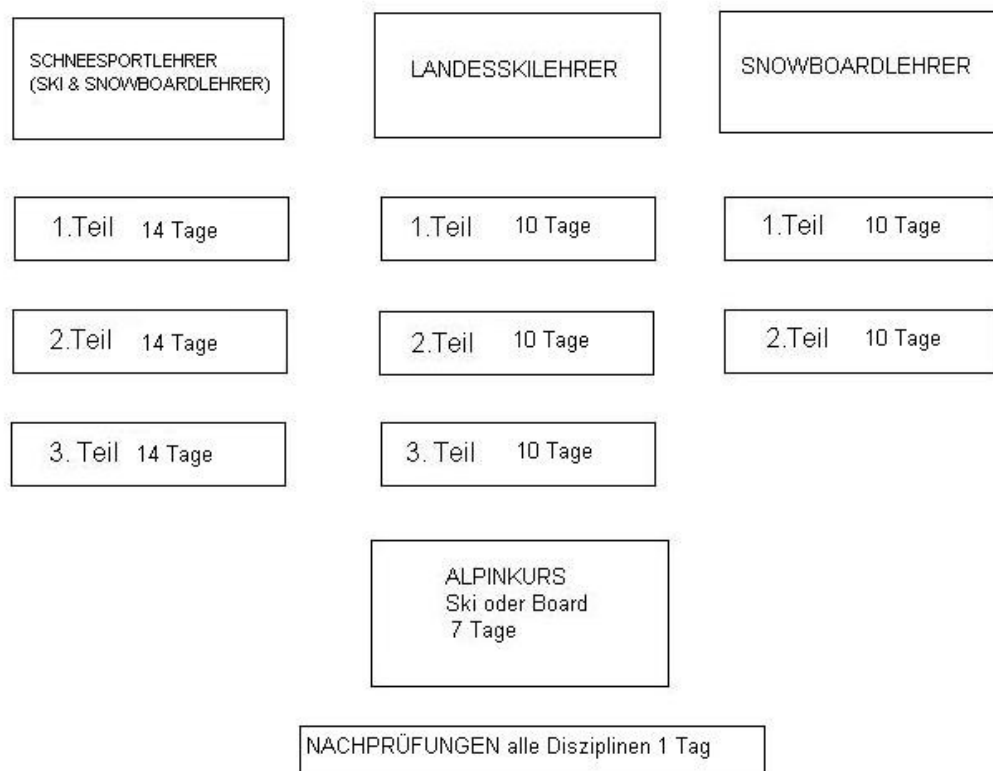 SCHNEESPORTLEHRER
(SKI & SNOWBOARDLEHRER)
LANDESSKILEHRER
SNOWBOARDLEHRER
1.Teil 14 Tage
1.Teil 10 Tage
1.Teil 10 Tage
2.Teil 14 Tage
2.Teil 10 Tage
2.Teil 10 Tage
3. Teil 14 Tage
3. Teil 10 Tage
ALPINKURS
Ski oder Board
7 Tage
NACHPRÜFUNGEN alle Disziplinen 1 Tag